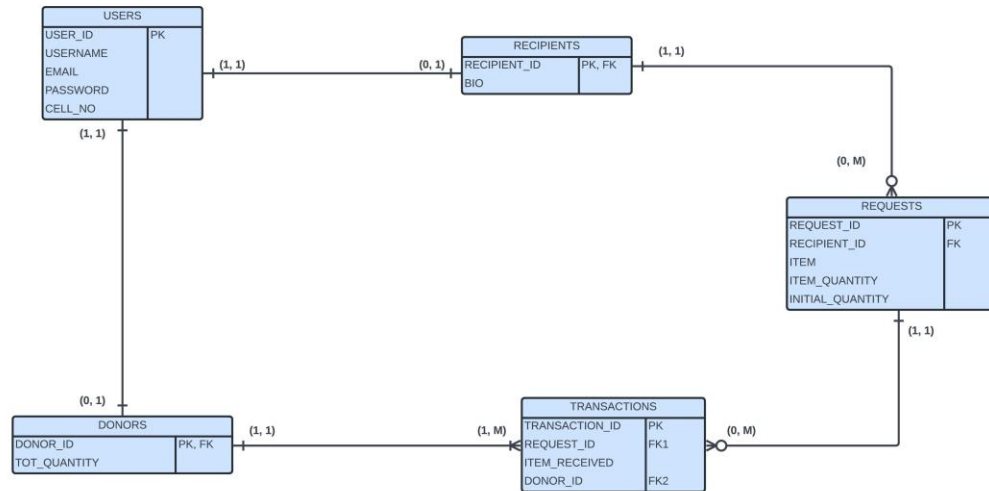 USERS
USER_ID PK
USERNAME
EMAIL
PASSWORD
CELL_NO
(1, 1)
(0, 1)
RECIPIENTS
RECIPIENT_ID PK, FK
BIO
(1, 1)
(1, 1)
(0, M)
REQUESTS
REQUEST_ID PK
RECIPIENT_ID FK
ITEM
ITEM_QUANTITY
INITIAL_QUANTITY
(1, 1)
(0, 1)
DONORS
DONOR_ID PK, FK
TOT_QUANTITY
(1, 1)
(1, M)
TRANSACTIONS
TRANSACTION_ID PK
REQUEST_ID FK1
ITEM_RECEIVED
DONOR_ID FK2
(0, M)